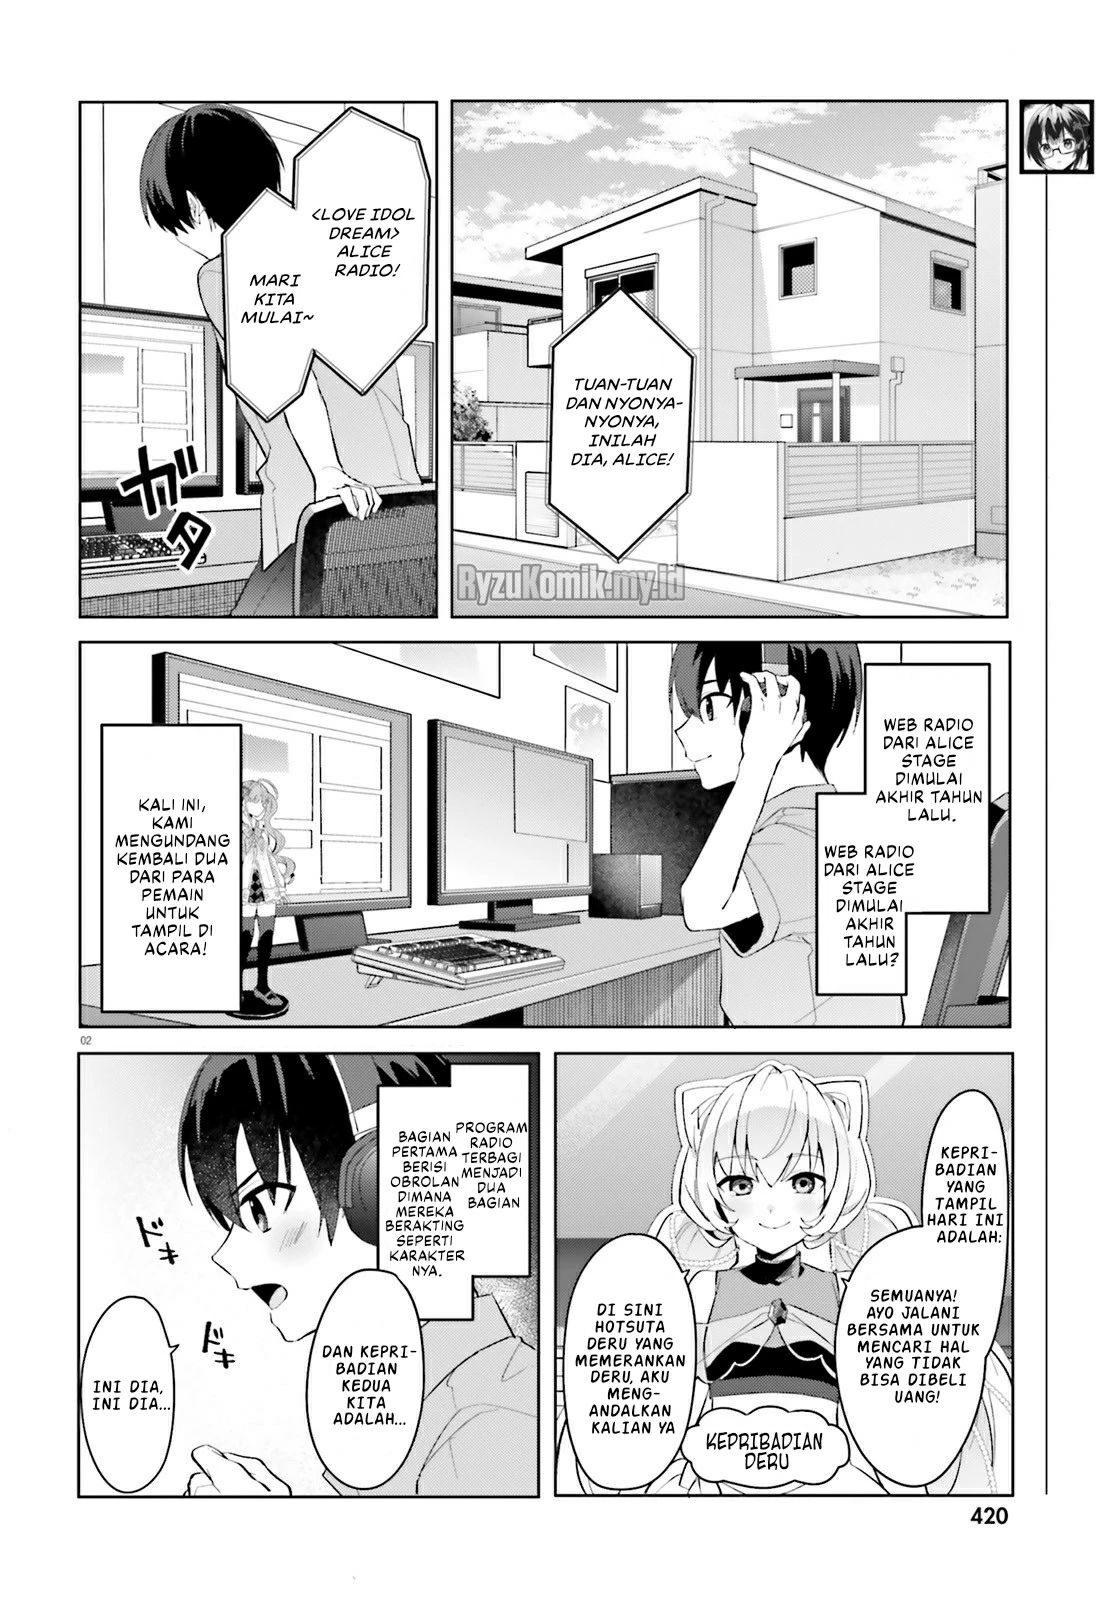 TUAN-TUAN
DAN NYONYA-
NYONYA,
INILAH
DIA, ALICE!
<LOVE IDOL
DREAM>
ALICE
RADIO!
MARI
KITA
MULAI~
ガタ
RyzuKomik.my.id
WEB RADIO
DARI ALICE
STAGE
DIMULAI
AKHIR TAHUN
LALU.
WEB RADIO
DARI ALICE
STAGE
DIMULAI
AKHIR
TAHUN
LALU?
KALI INI,
KAMI
MENGUNDANG
KEMBALI DUA
DARI PARA
PEMAIN
UNTUK
TAMPIL DI
ACARA!
02
KEPRI-
BADIAN
YANG
TAMPIL
HARI INI
ADALAH:
SEMUANYA!
AYO JALANI
BERSAMA UNTUK
MENCARI HAL
YANG TIDAK
BISA DIBELI
UANG!
DI SINI
HOTSUTA
DERU YANG
MEMERANKAN
DERU, AKU
MENG-
ANDALKAN
KALIAN YA
KEPRIBADIAN
DERU
PROGRAM
RADIO
TERBAGI
MENJADI
DUA
BAGIAN
BAGIAN
PERTAMA
BERISI
OBROLAN
DIMANA
MEREKA
BERAKTING
SEPERTI
KARAKTER
NYA.
DAN KEPRI-
BADIAN
KEDUA
KITA
ADALAH...
ドキ
ドキ
INI DIA,
INI DIA...
420